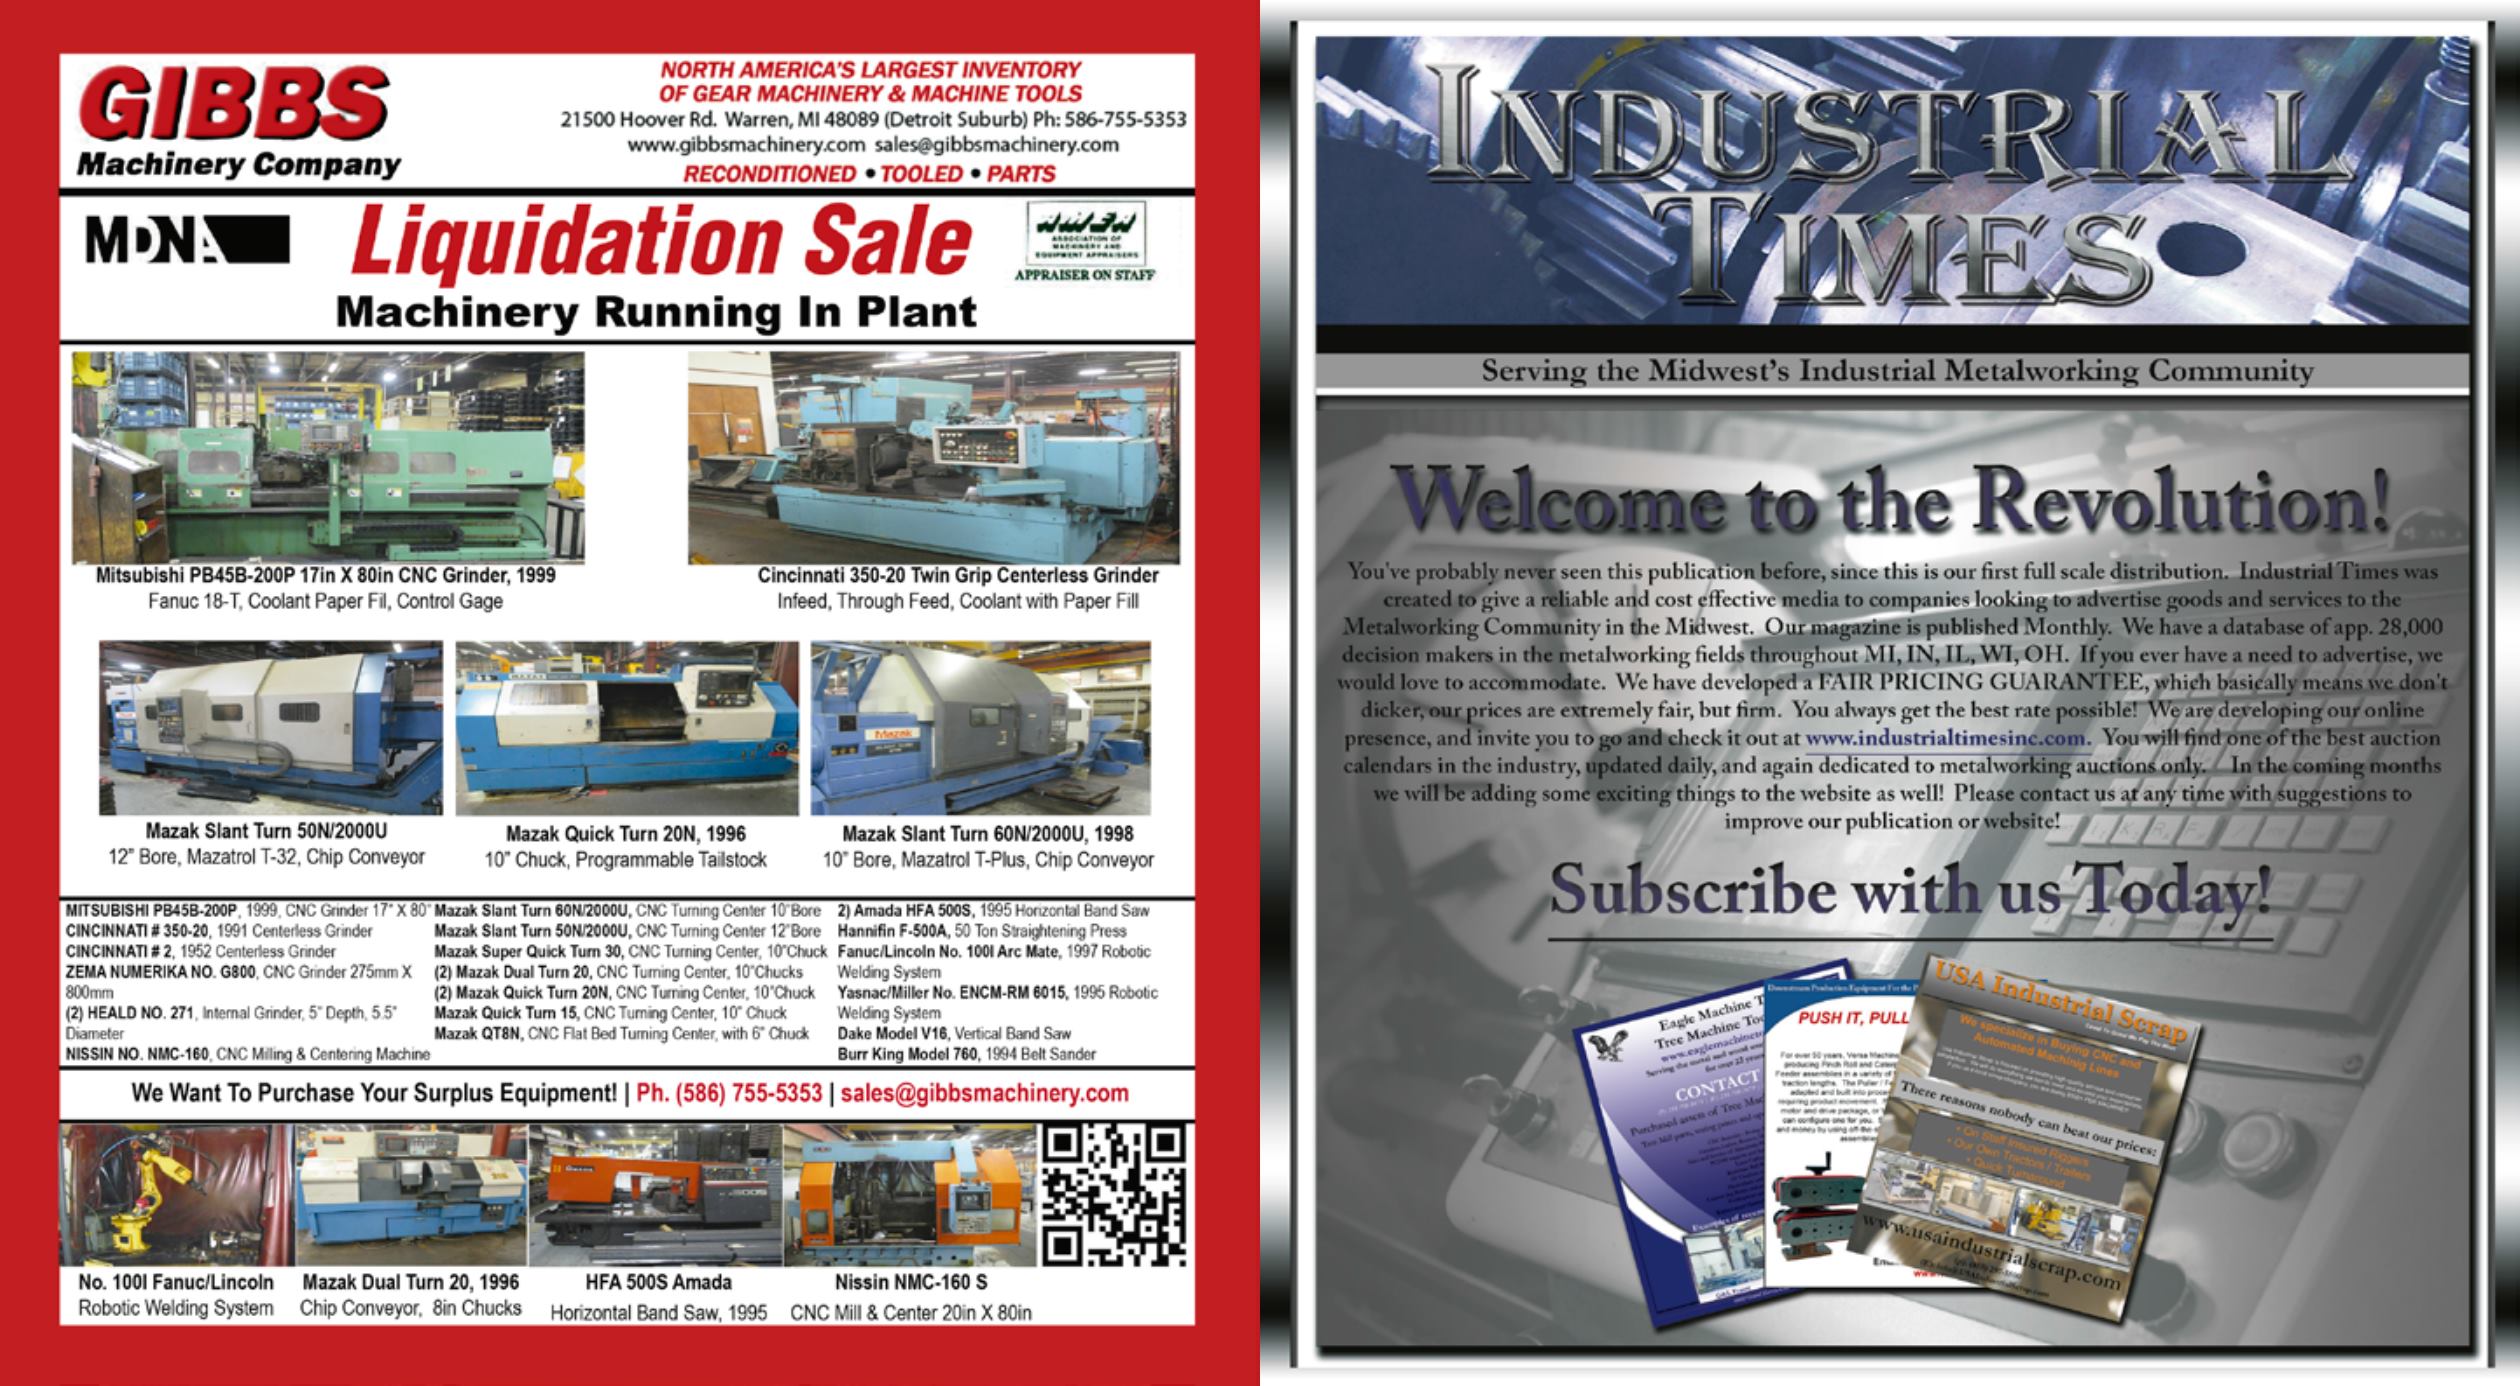 GIBBS
Machinery Company
NORTH AMERICA'S LARGEST INVENTORY
OF GEAR MACHINERY & MACHINE TOOLS
21500 Hoover Rd. Warren, MI 48089 (Detroit Suburb) Ph: 586-755-5353
www.gibbsmachinery.com sales@gibbsmachinery.com
RECONDITIONED • TOOLED • PARTS
MDNA
Liquidation Sale
Machinery Running In Plant
AMEA
ASSOCIATION OF
MACHINERY AND
EQUIPMENT APPRAISERS
APPRAISER ON STAFF
Mitsubishi PB45B-200P 17in X 80in CNC Grinder, 1999
Fanuc 18-T, Coolant Paper Fil, Control Gage
Cincinnati 350-20 Twin Grip Centerless Grinder
Infeed, Through Feed, Coolant with Paper Fill
MAZAK
Mazak
Mazak Slant Turn 50N/2000U
12" Bore, Mazatrol T-32, Chip Conveyor
Mazak Quick Turn 20N, 1996
10" Chuck, Programmable Tailstock
Mazak Slant Turn 60N/2000U, 1998
10" Bore, Mazatrol T-Plus, Chip Conveyor
MITSUBISHI PB45B-200P, 1999, CNC Grinder 17" X 80"
CINCINNATI # 350-20, 1991 Centerless Grinder
CINCINNATI # 2, 1952 Centerless Grinder
ZEMA NUMERIKA NO. G800, CNC Grinder 275mm X
800mm
(2) HEALD NO. 271, Internal Grinder, 5" Depth, 5.5"
Diameter
NISSIN NO. NMC-160, CNC Milling & Centering Machine
Mazak Slant Turn 60N/2000U, CNC Turning Center 10"Bore
Mazak Slant Turn 50N/2000U, CNC Turning Center 12"Bore
Mazak Super Quick Turn 30, CNC Turning Center, 10"Chuck
(2) Mazak Dual Turn 20, CNC Turning Center, 10"Chucks
(2) Mazak Quick Turn 20N, CNC Turning Center, 10"Chuck
Mazak Quick Turn 15, CNC Turning Center, 10" Chuck
Mazak QT8N, CNC Flat Bed Turning Center, with 6" Chuck
2) Amada HFA 500S, 1995 Horizontal Band Saw
Hannifin F-500A, 50 Ton Straightening Press
Fanuc/Lincoln No. 100I Arc Mate, 1997 Robotic
Welding System
Yasnac/Miller No. ENCM-RM 6015, 1995 Robotic
Welding System
Dake Model V16, Vertical Band Saw
Burr King Model 760, 1994 Belt Sander
We Want To Purchase Your Surplus Equipment! | Ph. (586) 755-5353 | sales@gibbsmachinery.com
No. 100I Fanuc/Lincoln
Robotic Welding System
Mazak Dual Turn 20, 1996
Chip Conveyor, 8in Chucks
HFA 500S Amada
Horizontal Band Saw, 1995
Nissin NMC-160 S
CNC Mill & Center 20in X 80in
INDUSTRIAL
TIMES
Serving the Midwest's Industrial Metalworking Community
Welcome to the Revolution!
You've probably never seen this publication before, since this is our first full scale distribution. Industrial Times was
created to give a reliable and cost effective media to companies looking to advertise goods and services to the
Metalworking Community in the Midwest. Our magazine is published Monthly. We have a database of app. 28,000
decision makers in the metalworking fields throughout MI, IN, IL, WI, OH. If you ever have a need to advertise, we
would love to accommodate. We have developed a FAIR PRICING GUARANTEE, which basically means we don't
dicker, our prices are extremely fair, but firm. You always get the best rate possible! We are developing our online
presence, and invite you to go and check it out at www.industrialtimesinc.com. You will find one of the best auction
calendars in the industry, updated daily, and again dedicated to metalworking auctions only. In the coming months
we will be adding some exciting things to the website as well! Please contact us at any time with suggestions to
improve our publication or website!
Subscribe with us Today!
Eagle Machine
Tree Machine
CONTACT
PUSH IT, PULL
For over 50 years, Versa Machine
USA Industrial Scrap
We specialize in Buying CNC and
Automated Machinig Lines
There reasons nobody can beat our prices:
• On Staff Insured Riggers
• Our Own Tractors / Trailers
• Quick Turnaround
www.usaindustrialscrap.com